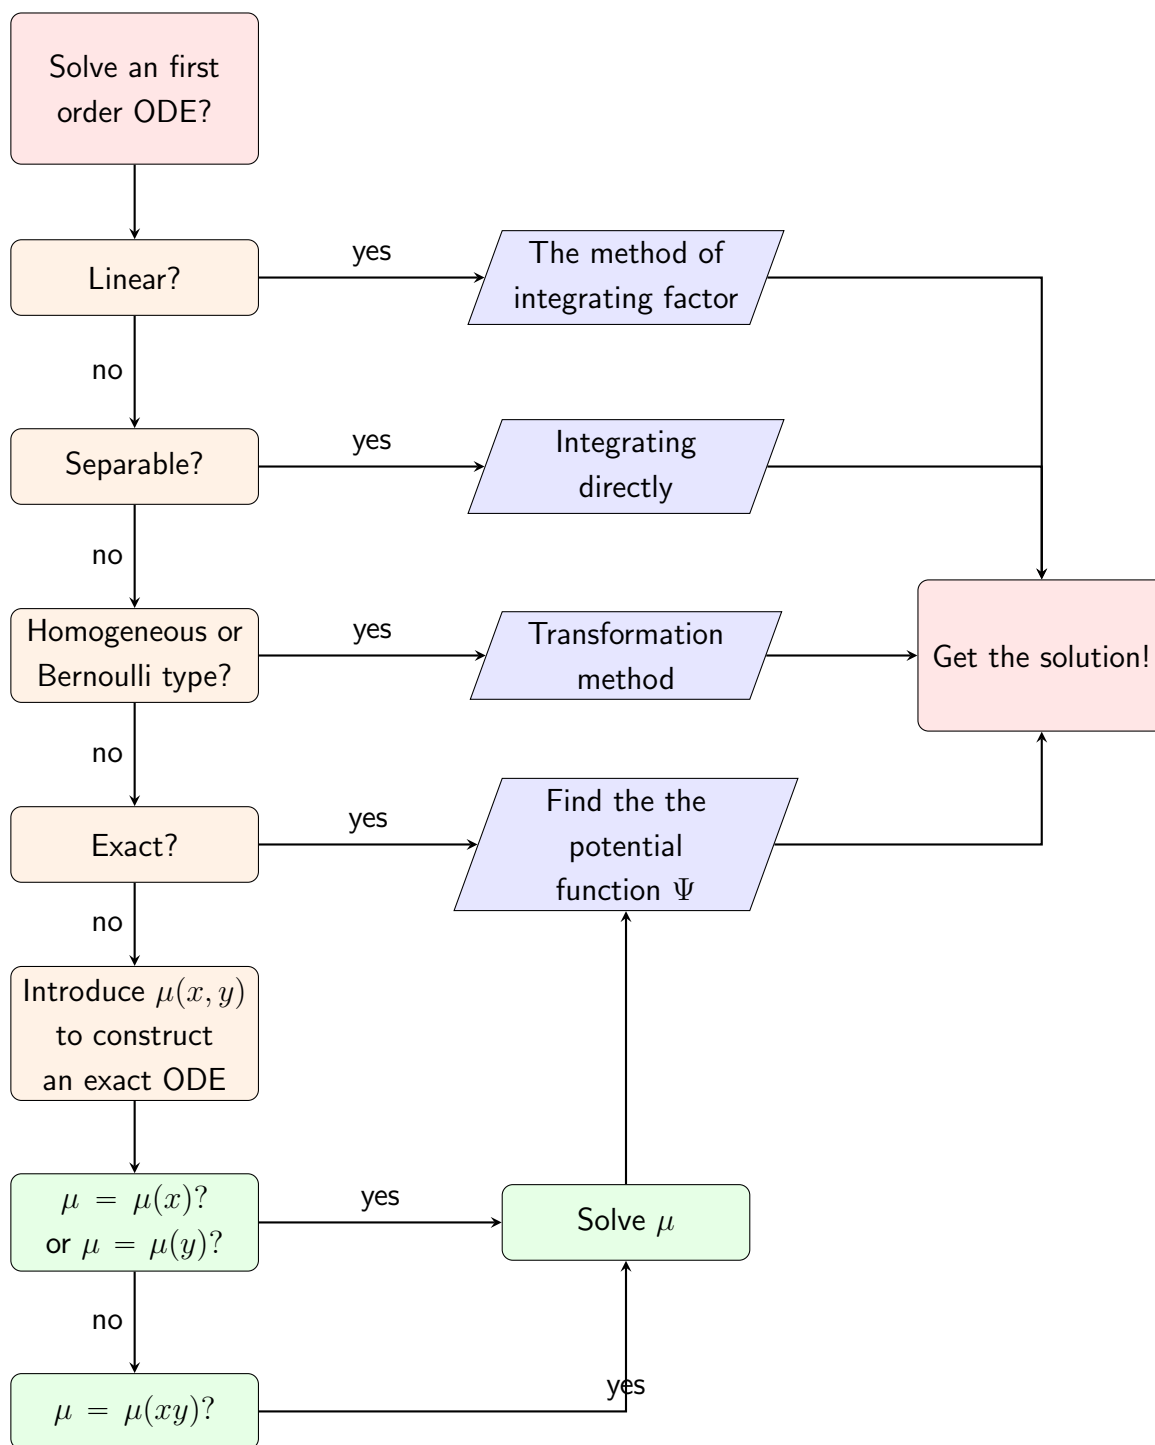 Solve an first
order ODE?
Linear?
yes
The method of
integrating factor
no
Separable?
yes
Integrating
directly
no
Homogeneous or
Bernoulli type?
yes
Transformation
method
Get the solution!
no
Exact?
yes
Find the the
potential
function Ψ
no
Introduce μ(x, y)
to construct
an exact ODE
μ = μ(x)?
or μ = μ(y)?
yes
Solve μ
no
μ = μ(xy)?
yes